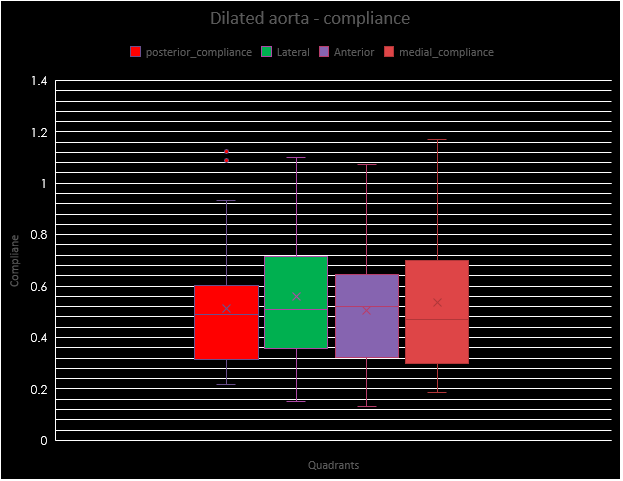 Dilated aorta - compliance
posterior_compliance Lateral Anterior medial_compliance
1.4
1.2
1
0.8
0.6
0.4
0.2
0
Compliane
Quadrants